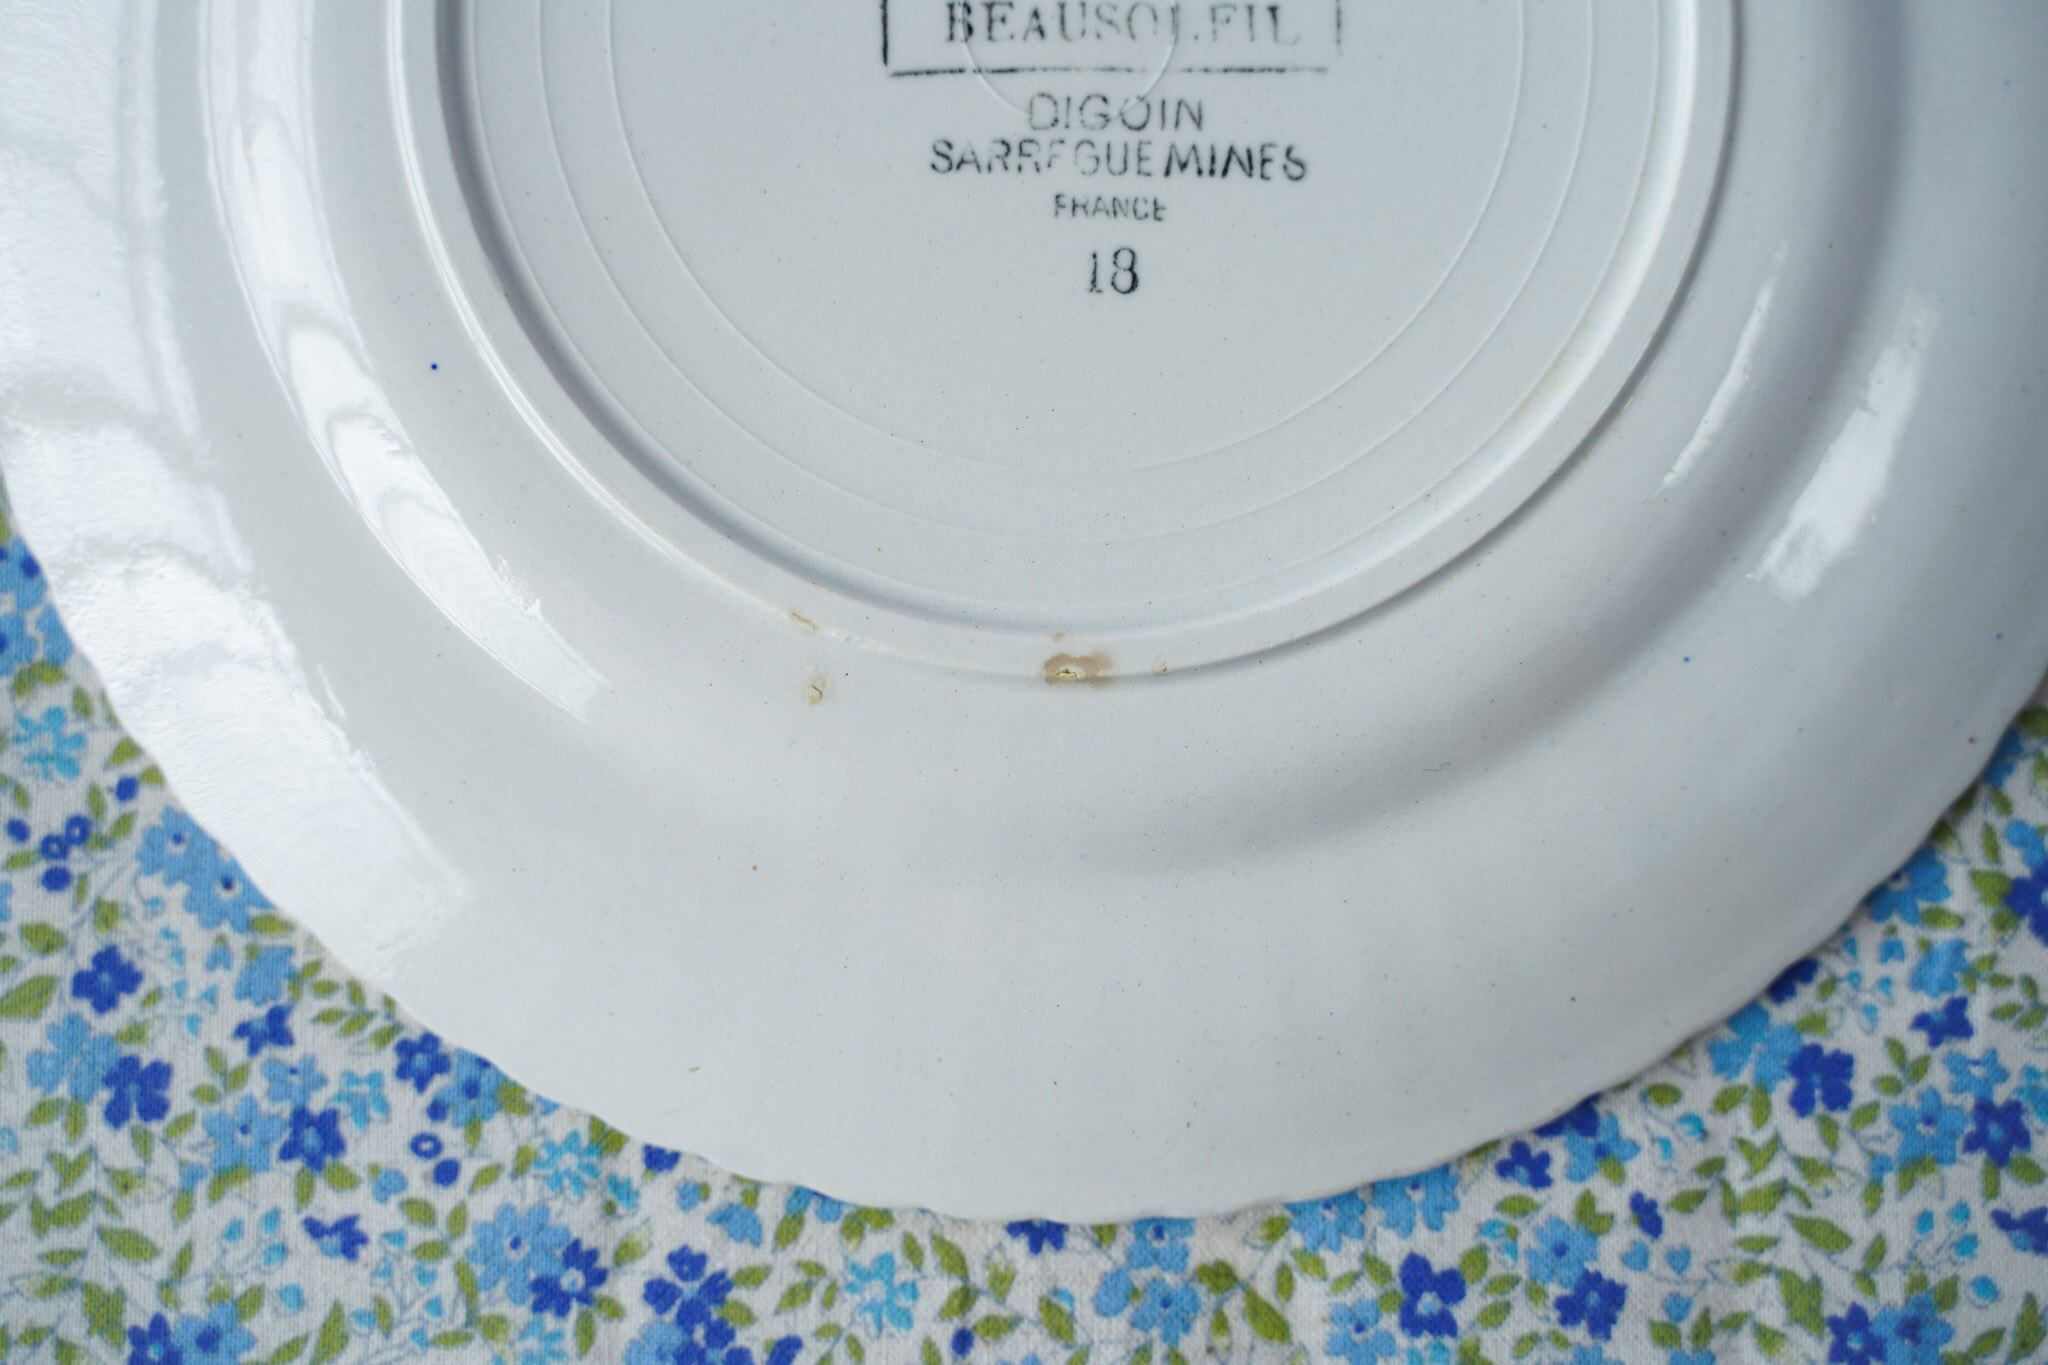 BEAUSOLEIL
DIGOIN
SARREGUEMINES
FRANCE
18